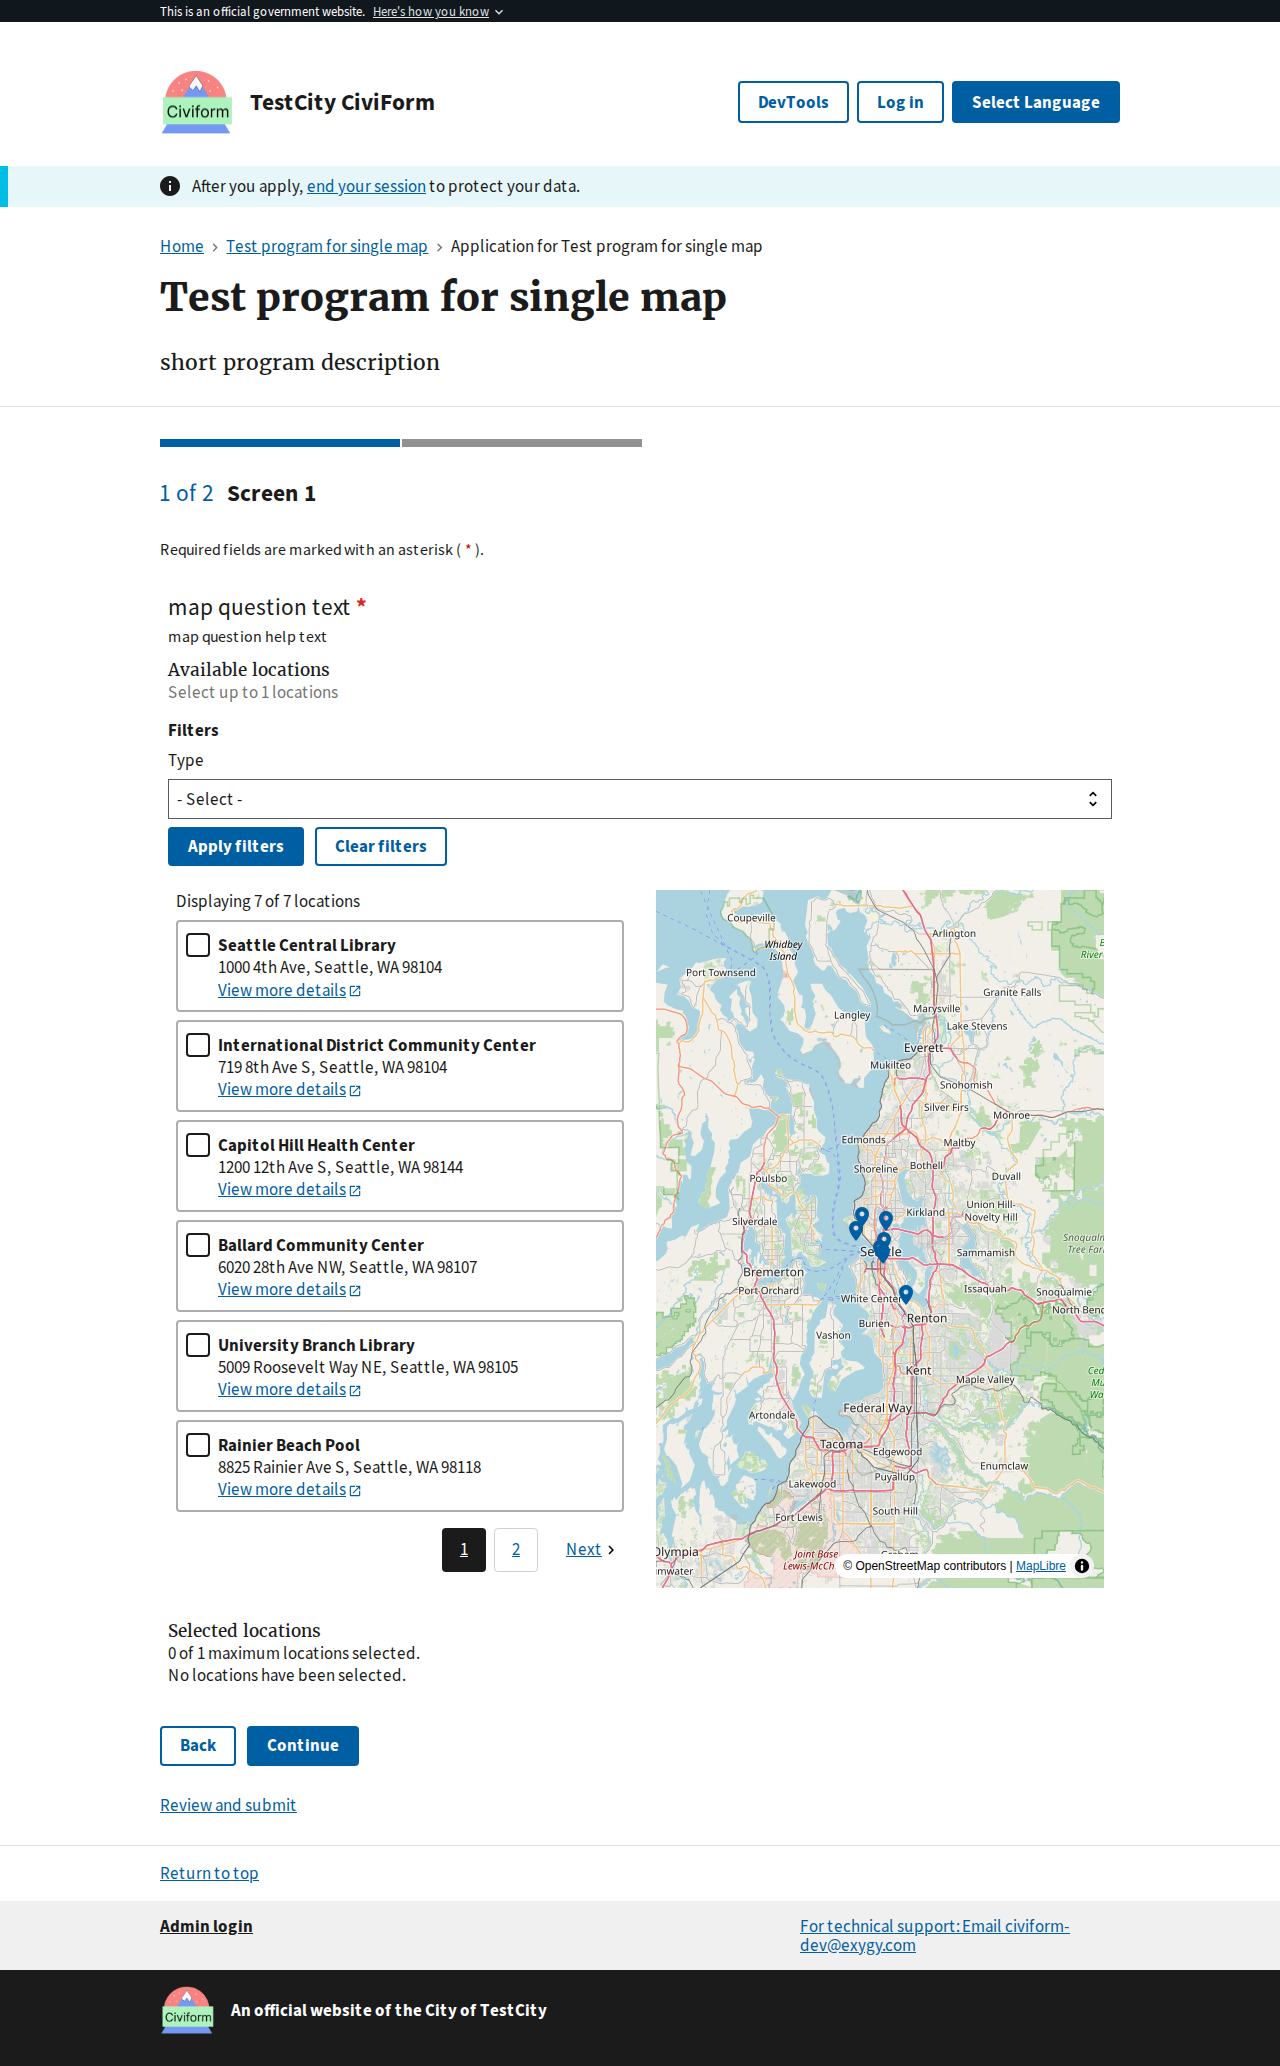 This is an official government website. Here's how you know
Civiform
TestCity CiviForm
DevTools
Log in
Select Language
After you apply, end your session to protect your data.
Home > Test program for single map > Application for Test program for single map
Test program for single map
short program description
1 of 2 Screen 1
Required fields are marked with an asterisk ( * ).
map question text *
map question help text
Available locations
Select up to 1 locations
Filters
Type
- Select -
Apply filters
Clear filters
Displaying 7 of 7 locations
Seattle Central Library
1000 4th Ave, Seattle, WA 98104
View more details
International District Community Center
719 8th Ave S, Seattle, WA 98104
View more details
Capitol Hill Health Center
1200 12th Ave S, Seattle, WA 98144
View more details
Ballard Community Center
6020 28th Ave NW, Seattle, WA 98107
View more details
University Branch Library
5009 Roosevelt Way NE, Seattle, WA 98105
View more details
Rainier Beach Pool
8825 Rainier Ave S, Seattle, WA 98118
View more details
1
2
Next
Coupeville
Arlington
Whidbey
Island
Port Townsend
Granite Falls
Marysville
Langley
Lake Stevens
Everett
Mukilteo
Snohomish
Silver Firs
Monroe
Edmonds
Maltby
Shoreline
Bothell
Poulsbo
Duvall
Union Hill-
Novelty Hill
Kirkland
Silverdale
Sammamish
Bremerton
Port Orchard
White Center
Issaquah
Snoqualmie
North Bend
Renton
Burien
Vashon
Kent
Maple Valley
Federal Way
Artondale
Tacoma
Edgewood
Enumclaw
Puyallup
Lakewood
South Hill
Fort Lewis
Joint Base
© OpenStreetMap contributors | MapLibre
Selected locations
0 of 1 maximum locations selected.
No locations have been selected.
Back
Continue
Review and submit
Return to top
Admin login
For technical support: Email civiform-
dev@exygy.com
Civiform
An official website of the City of TestCity